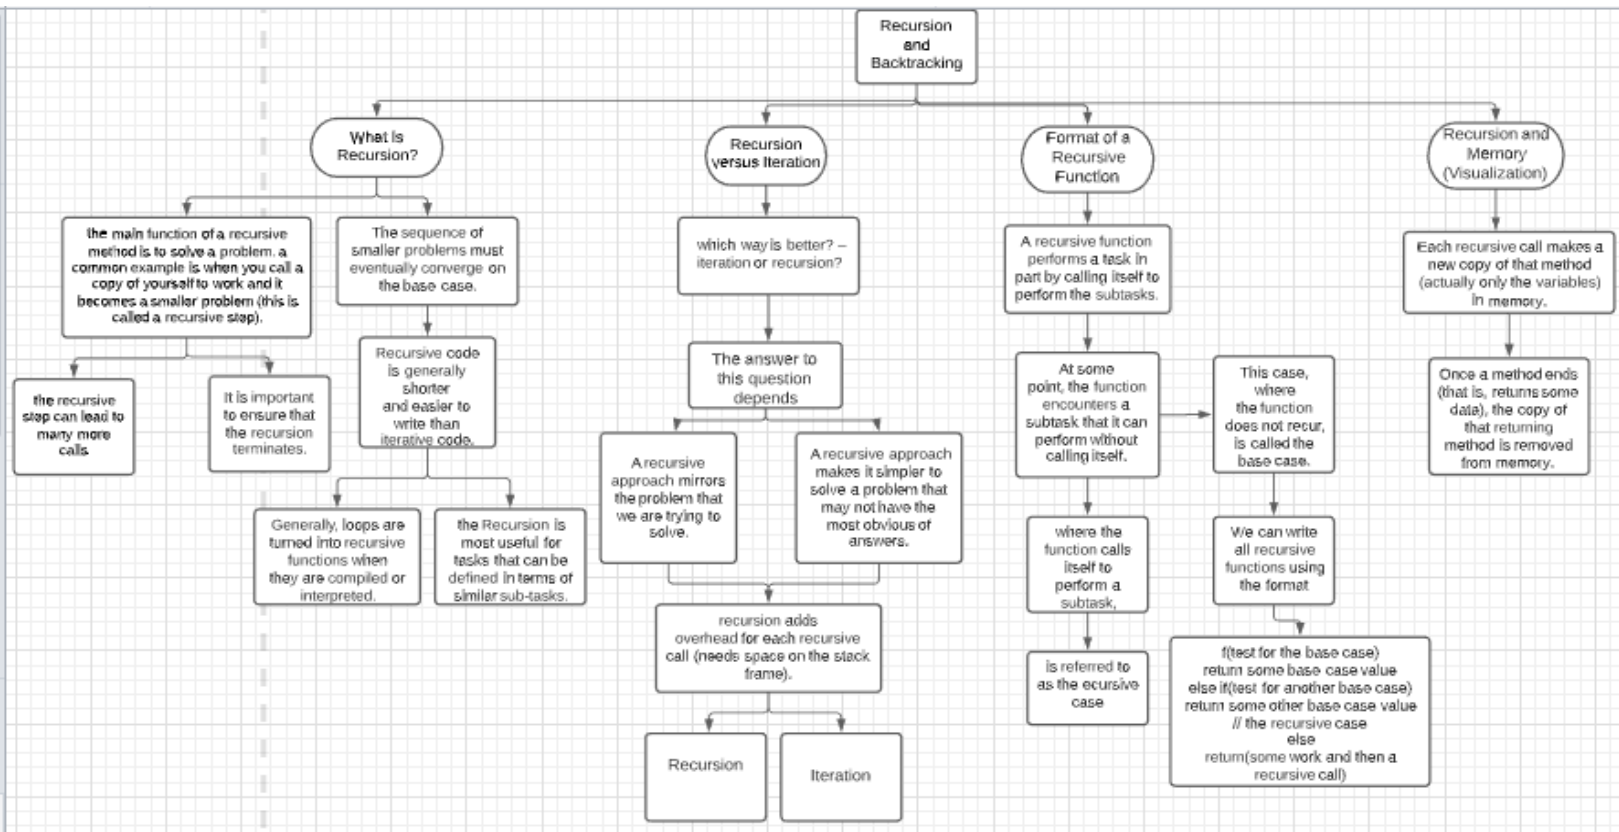 Recursion
and
Backtracking
What is
Recursion?
Recursion
versus Iteration
Format of a
Recursive
Function
Recursion and
Memory
(Visualization)
the main function of a recursive
method is to solve a problem. a
common example is when you call a
copy of yourself to work and it
becomes a smaller problem (this is
called a recursive step).
The sequence of
smaller problems must
eventually converge on
the base case.
which way is better? –
iteration or recursion?
A recursive function
performs a task in
part by calling itself to
perform the subtasks.
Each recursive call makes a
new copy of that method
(actually only the variables)
in memory.
the recursive
step can lead to
many more
calls
It is important
to ensure that
the recursion
terminates.
Recursive code
is generally
shorter
and easier to
write than
iterative code.
The answer to
this question
depends
At some
point, the function
encounters a
subtask that it can
perform without
calling itself.
This case,
where
the function
does not recur,
is called the
base case.
Once a method ends
(that is, returns some
data), the copy of
that returning
method is removed
from memory.
Generally, loops are
turned into recursive
functions when
they are compiled or
interpreted.
the Recursion is
most useful for
tasks that can be
defined in terms of
similar sub-tasks.
A recursive
approach mirrors
the problem that
we are trying to
solve.
A recursive approach
makes it simpler to
solve a problem that
may not have the
most obvious of
answers.
where the
function calls
itself to
perform a
subtask,
We can write
all recursive
functions using
the format
recursion adds
overhead for each recursive
call (needs space on the stack
frame).
is referred to
as the ecursive
case
f(test for the base case)
return some base case value
else if(test for another base case)
return some other base case value
// the recursive case
else
return(some work and then a
recursive call)
Recursion
Iteration